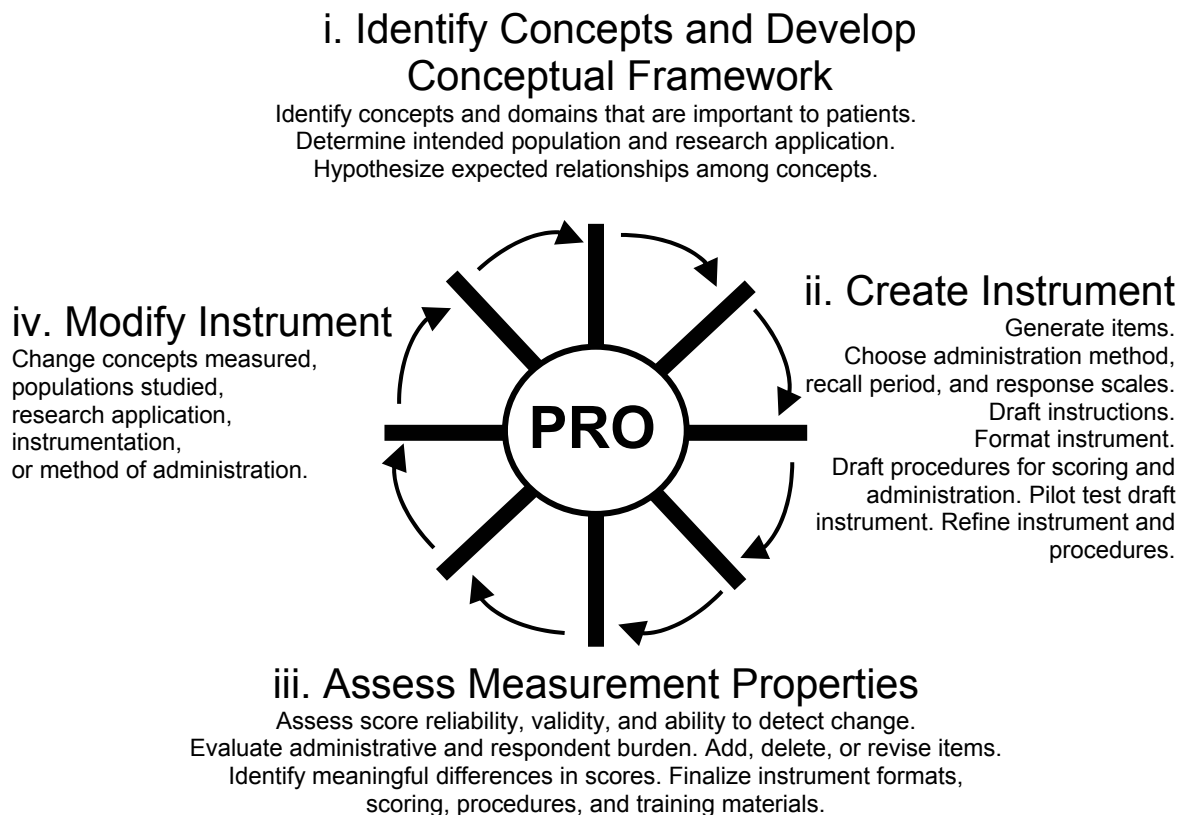 i. Identify Concepts and Develop
Conceptual Framework
Identify concepts and domains that are important to patients.
Determine intended population and research application.
Hypothesize expected relationships among concepts.
ii. Create Instrument
Generate items.
Choose administration method,
recall period, and response scales.
Draft instructions.
Format instrument.
Draft procedures for scoring and
administration. Pilot test draft
instrument. Refine instrument and
procedures.
iv. Modify Instrument
Change concepts measured,
populations studied,
research application,
instrumentation,
or method of administration.
PRO
iii. Assess Measurement Properties
Assess score reliability, validity, and ability to detect change.
Evaluate administrative and respondent burden. Add, delete, or revise items.
Identify meaningful differences in scores. Finalize instrument formats,
scoring, procedures, and training materials.